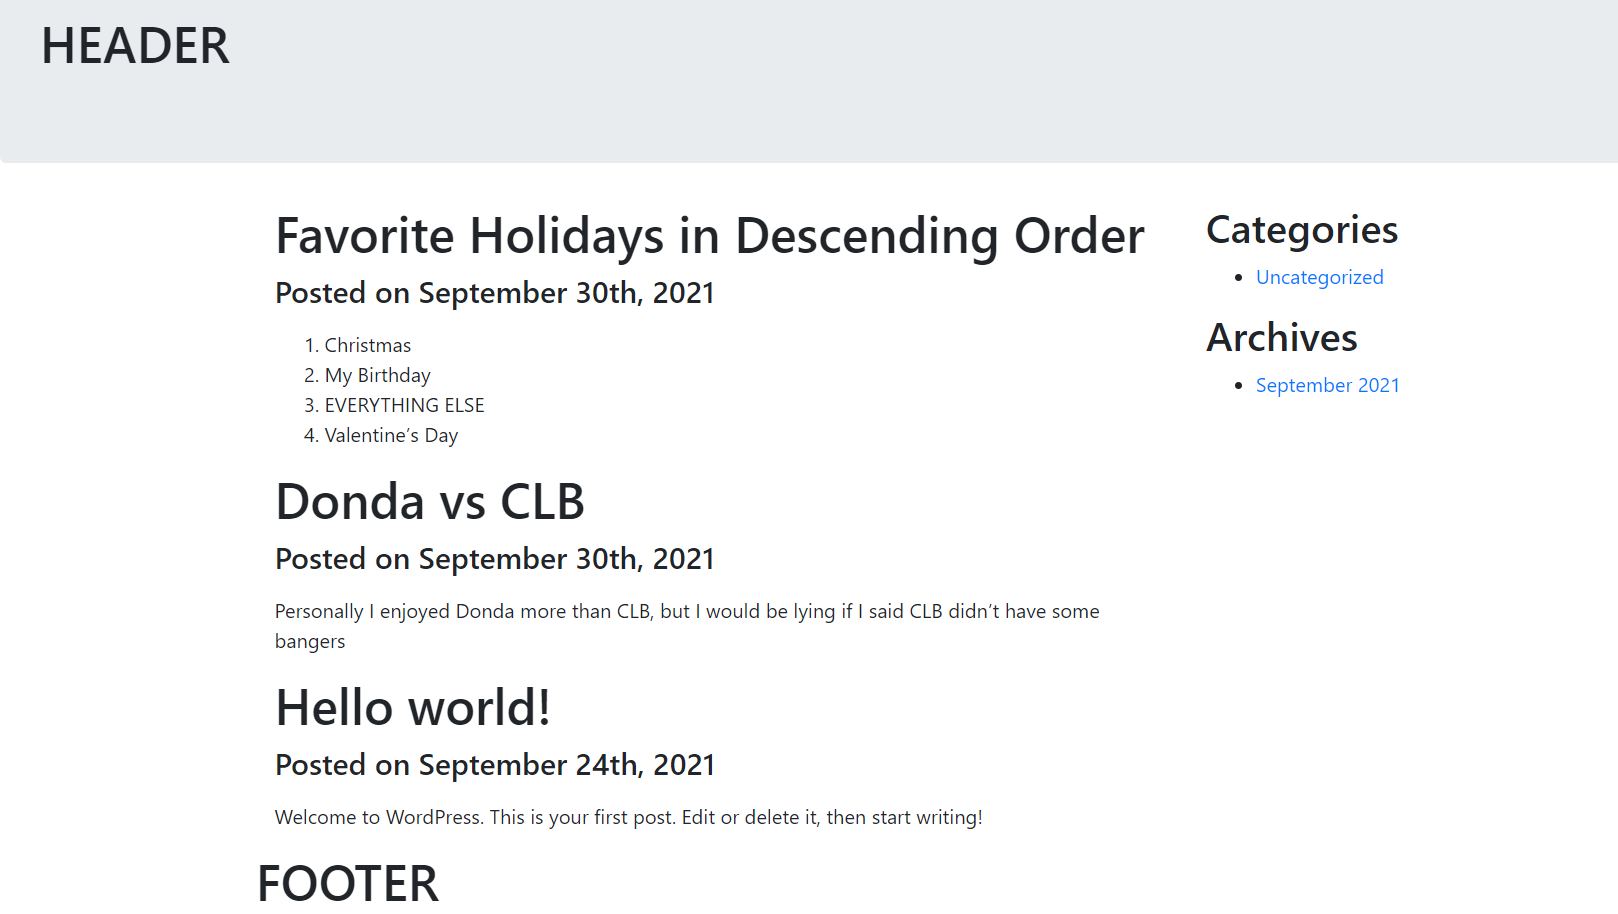 HEADER
Favorite Holidays in Descending Order
Posted on September 30th, 2021
1. Christmas
2. My Birthday
3. EVERYTHING ELSE
4. Valentine’s Day
Donda vs CLB
Posted on September 30th, 2021
Personally I enjoyed Donda more than CLB, but I would be lying if I said CLB didn’t have some
bangers
Hello world!
Posted on September 24th, 2021
Welcome to WordPress. This is your first post. Edit or delete it, then start writing!
Categories
• Uncategorized
Archives
• September 2021
FOOTER